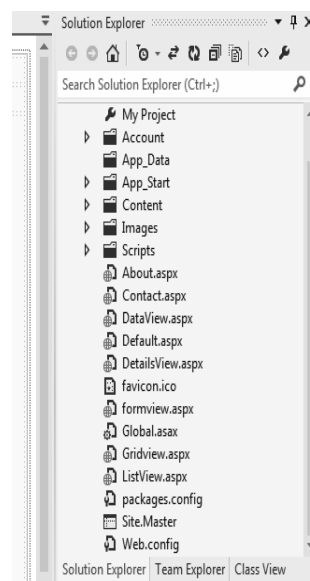 Solution Explorer
Search Solution Explorer (Ctrl+;)
My Project
Account
App_Data
App_Start
Content
Images
Scripts
About.aspx
Contact.aspx
DataView.aspx
Default.aspx
DetailsView.aspx
favicon.ico
formview.aspx
Global.asax
Gridview.aspx
ListView.aspx
packages.config
Site.Master
Web.config
Solution Explorer Team Explorer Class View